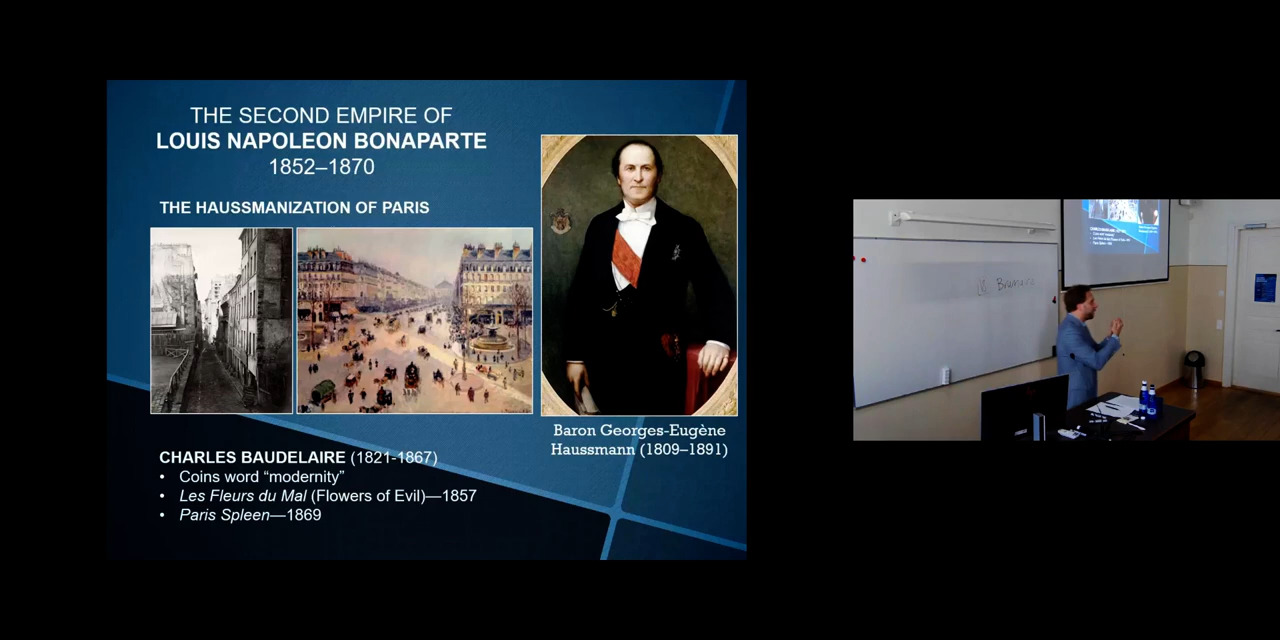 THE SECOND EMPIRE OF
LOUIS NAPOLEON BONAPARTE
1852–1870
THE HAUSSMANIZATION OF PARIS
Baron Georges-Eugène
Haussmann (1809–1891)
CHARLES BAUDELAIRE (1821-1867)
• Coins word “modernity”
• Les Fleurs du Mal (Flowers of Evil)—1857
• Paris Spleen—1869